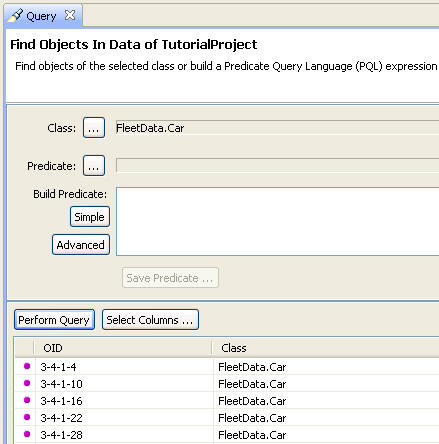 Query
Find Objects In Data of TutorialProject
Find objects of the selected class or build a Predicate Query Language (PQL) expression
Class: ... FleetData.Car
Predicate: ...
Build Predicate:
Simple
Advanced
Save Predicate ...
Perform Query Select Columns ...
OID Class
3-4-1-4 FleetData.Car
3-4-1-10 FleetData.Car
3-4-1-16 FleetData.Car
3-4-1-22 FleetData.Car
3-4-1-28 FleetData.Car